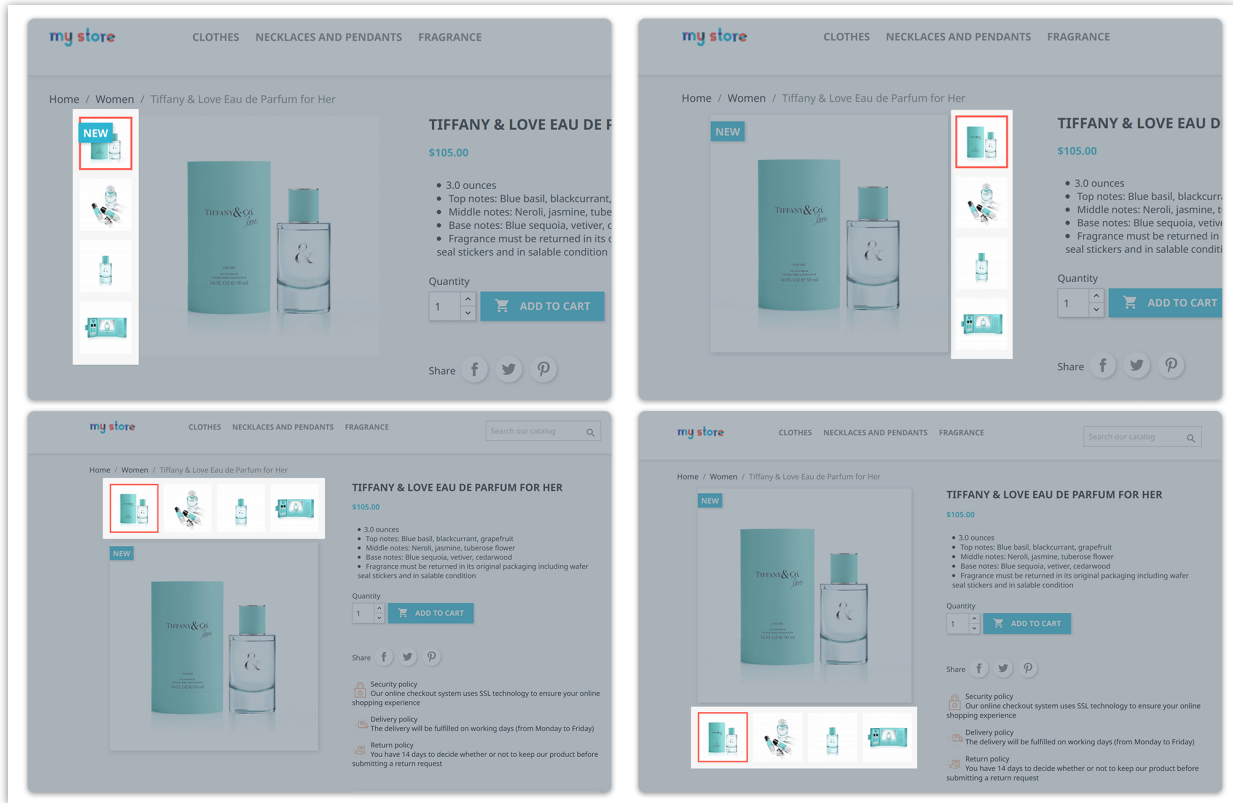 my store
CLOTHES NECKLACES AND PENDANTS FRAGRANCE
Home / Women / Tiffany & Love Eau de Parfum for Her
NEW
TIFFANY & CO.
love
&
TIFFANY & LOVE EAU DE P
$105.00
3.0 ounces
Top notes: Blue basil, blackcurrant,
Middle notes: Neroli, jasmine, tube
Base notes: Blue sequoia, vetiver, c
Fragrance must be returned in its o
seal stickers and in salable condition
Quantity
1
ADD TO CART
Share
my store
CLOTHES NECKLACES AND PENDANTS FRAGRANCE
Home / Women / Tiffany & Love Eau de Parfum for Her
NEW
TIFFANY & CO.
love
&
TIFFANY & LOVE EAU D
$105.00
3.0 ounces
Top notes: Blue basil, blackcurra
Middle notes: Neroli, jasmine, t
Base notes: Blue sequoia, vetive
Fragrance must be returned in
seal stickers and in salable conditi
Quantity
1
ADD TO CART
Share
my store
CLOTHES NECKLACES AND PENDANTS FRAGRANCE
Search our catalog
Home / Women / Tiffany & Love Eau de Parfum for Her
NEW
TIFFANY & CO.
love
&
TIFFANY & LOVE EAU DE PARFUM FOR HER
$105.00
3.0 ounces
Top notes: Blue basil, blackcurrant, grapefruit
Middle notes: Neroli, jasmine, tuberose flower
Base notes: Blue sequoia, vetiver, cedarwood
Fragrance must be returned in its original packaging including wafer
seal stickers and in salable condition
Quantity
1
ADD TO CART
Share
Security policy
Our online checkout system uses SSL technology to ensure your online
shopping experience
Delivery policy
The delivery will be fulfilled on working days (from Monday to Friday)
Return policy
You have 14 days to decide whether or not to keep our product before
submitting a return request
my store
CLOTHES NECKLACES AND PENDANTS FRAGRANCE
Search our catalog
Home / Women / Tiffany & Love Eau de Parfum for Her
NEW
TIFFANY & CO.
love
&
TIFFANY & LOVE EAU DE PARFUM FOR HER
$105.00
3.0 ounces
Top notes: Blue basil, blackcurrant, grapefruit
Middle notes: Neroli, jasmine, tuberose flower
Base notes: Blue sequoia, vetiver, cedarwood
Fragrance must be returned in its original packaging including wafer
seal stickers and in salable condition
Quantity
1
ADD TO CART
Share
Security policy
Our online checkout system uses SSL technology to ensure your online
shopping experience
Delivery policy
The delivery will be fulfilled on working days (from Monday to Friday)
Return policy
You have 14 days to decide whether or not to keep our product before
submitting a return request